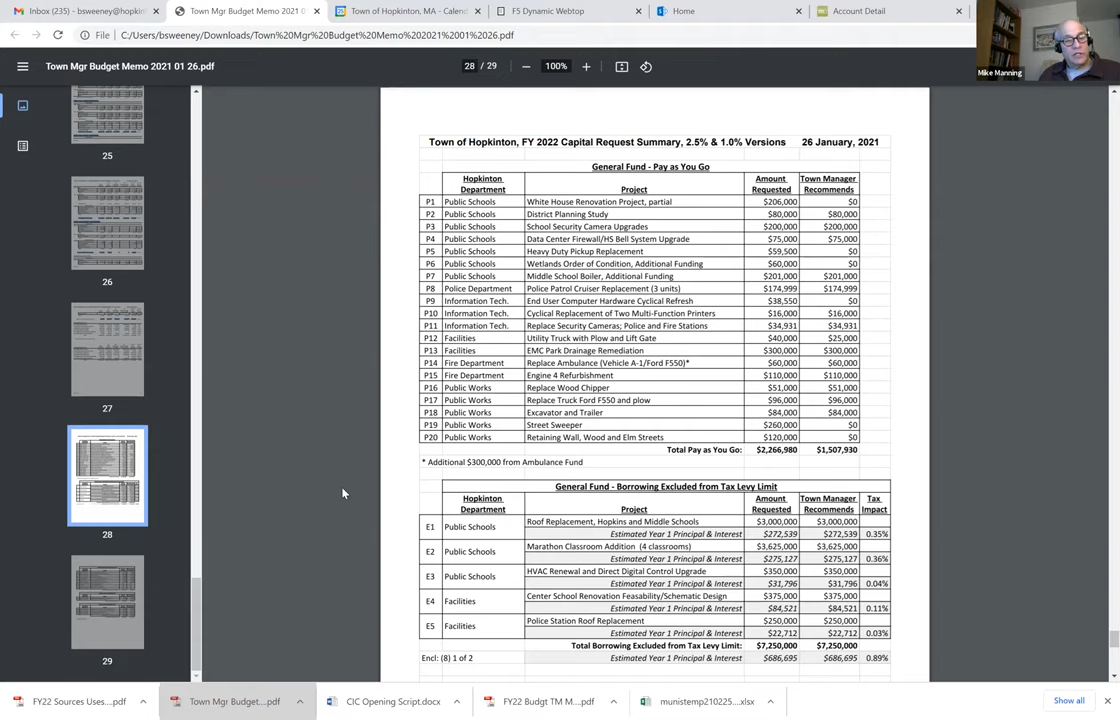 Inbox (235) - bsweeney@hopkin
Town Mgr Budget Memo 2021 0
Town of Hopkinton, MA - Calend
F5 Dynamic Webtop
Home
Account Detail
File C:/Users/bsweeney/Downloads/Town%20Mgr%20Budget%20Memo%202021%2001%2026.pdf
Town Mgr Budget Memo 2021 01 26.pdf
28 / 29
100%
Mike Manning
25
26
27
28
29
Town of Hopkinton, FY 2022 Capital Request Summary, 2.5% & 1.0% Versions 26 January, 2021
General Fund - Pay as You Go
Hopkinton Department Project Amount Requested Town Manager Recommends
P1 Public Schools White House Renovation Project, partial $206,000 $0
P2 Public Schools District Planning Study $80,000 $80,000
P3 Public Schools School Security Camera Upgrades $200,000 $200,000
P4 Public Schools Data Center Firewall/HS Bell System Upgrade $75,000 $75,000
P5 Public Schools Heavy Duty Pickup Replacement $59,500 $0
P6 Public Schools Wetlands Order of Condition, Additional Funding $60,000 $0
P7 Public Schools Middle School Boiler, Additional Funding $201,000 $201,000
P8 Police Department Police Patrol Cruiser Replacement (3 units) $174,999 $174,999
P9 Information Tech. End User Computer Hardware Cyclical Refresh $38,550 $0
P10 Information Tech. Cyclical Replacement of Two Multi-Function Printers $16,000 $16,000
P11 Information Tech. Replace Security Cameras; Police and Fire Stations $34,931 $34,931
P12 Facilities Utility Truck with Plow and Lift Gate $40,000 $25,000
P13 Facilities EMC Park Drainage Remediation $300,000 $300,000
P14 Fire Department Replace Ambulance (Vehicle A-1/Ford F550)* $60,000 $60,000
P15 Fire Department Engine 4 Refurbishment $110,000 $110,000
P16 Public Works Replace Wood Chipper $51,000 $51,000
P17 Public Works Replace Truck Ford F550 and plow $96,000 $96,000
P18 Public Works Excavator and Trailer $84,000 $84,000
P19 Public Works Street Sweeper $260,000 $0
P20 Public Works Retaining Wall, Wood and Elm Streets $120,000 $0
Total Pay as You Go: $2,266,980 $1,507,930
* Additional $300,000 from Ambulance Fund
General Fund - Borrowing Excluded from Tax Levy Limit
Hopkinton Department Project Amount Requested Town Manager Recommends Tax Impact
E1 Public Schools Roof Replacement, Hopkins and Middle Schools $3,000,000 $3,000,000
Estimated Year 1 Principal & Interest $272,539 $272,539 0.35%
E2 Public Schools Marathon Classroom Addition (4 classrooms) $3,625,000 $3,625,000
Estimated Year 1 Principal & Interest $275,127 $275,127 0.36%
E3 Public Schools HVAC Renewal and Direct Digital Control Upgrade $350,000 $350,000
Estimated Year 1 Principal & Interest $31,796 $31,796 0.04%
E4 Facilities Center School Renovation Feasability/Schematic Design $375,000 $375,000
Estimated Year 1 Principal & Interest $84,521 $84,521 0.11%
E5 Facilities Police Station Roof Replacement $250,000 $250,000
Estimated Year 1 Principal & Interest $22,712 $22,712 0.03%
Total Borrowing Excluded from Tax Levy Limit: $7,250,000 $7,250,000
Encl: (8) 1 of 2 Estimated Year 1 Principal & Interest $686,695 $686,695 0.89%
FY22 Sources Uses....pdf
Town Mgr Budget....pdf
CIC Opening Script.docx
FY22 Budgt TM M....pdf
munistemp210225....xlsx
Show all